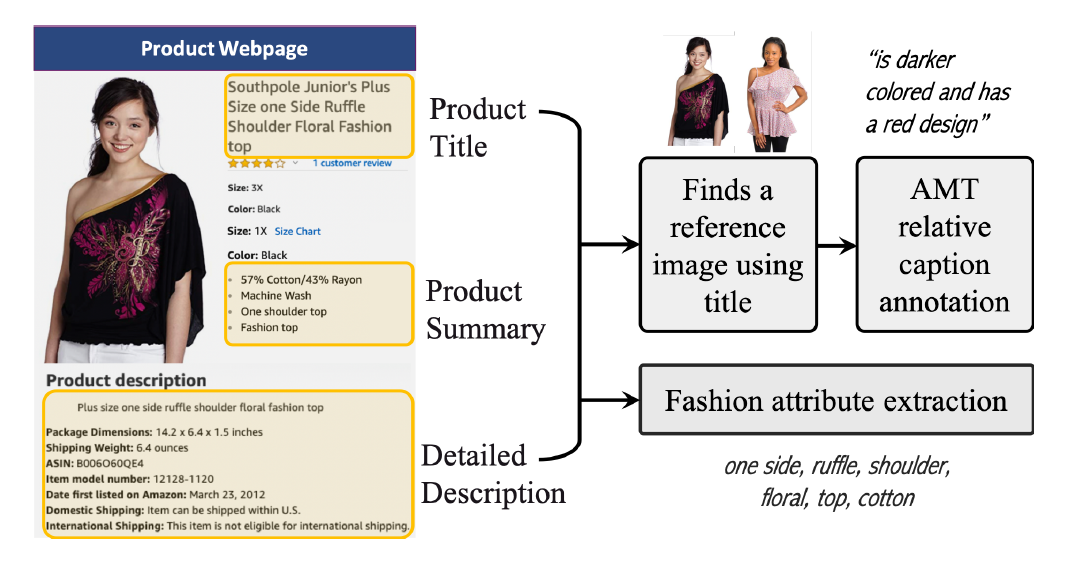 Product Webpage
Southpole Junior's Plus
Size one Side Ruffle
Shoulder Floral Fashion
top
1 customer review
Size: 3X
Color: Black
Size: 1X Size Chart
Color: Black
57% Cotton/43% Rayon
Machine Wash
One shoulder top
Fashion top
Product description
Plus size one side ruffle shoulder floral fashion top
Package Dimensions: 14.2 x 6.4 x 1.5 inches
Shipping Weight: 6.4 ounces
ASIN: B006O60QE4
Item model number: 12128-1120
Date first listed on Amazon: March 23, 2012
Domestic Shipping: Item can be shipped within U.S.
International Shipping: This item is not eligible for international shipping.
Product
Title
Product
Summary
Detailed
Description
"is darker
colored and has
a red design"
Finds a
reference
image using
title
AMT
relative
caption
annotation
Fashion attribute extraction
one side, ruffle, shoulder,
floral, top, cotton